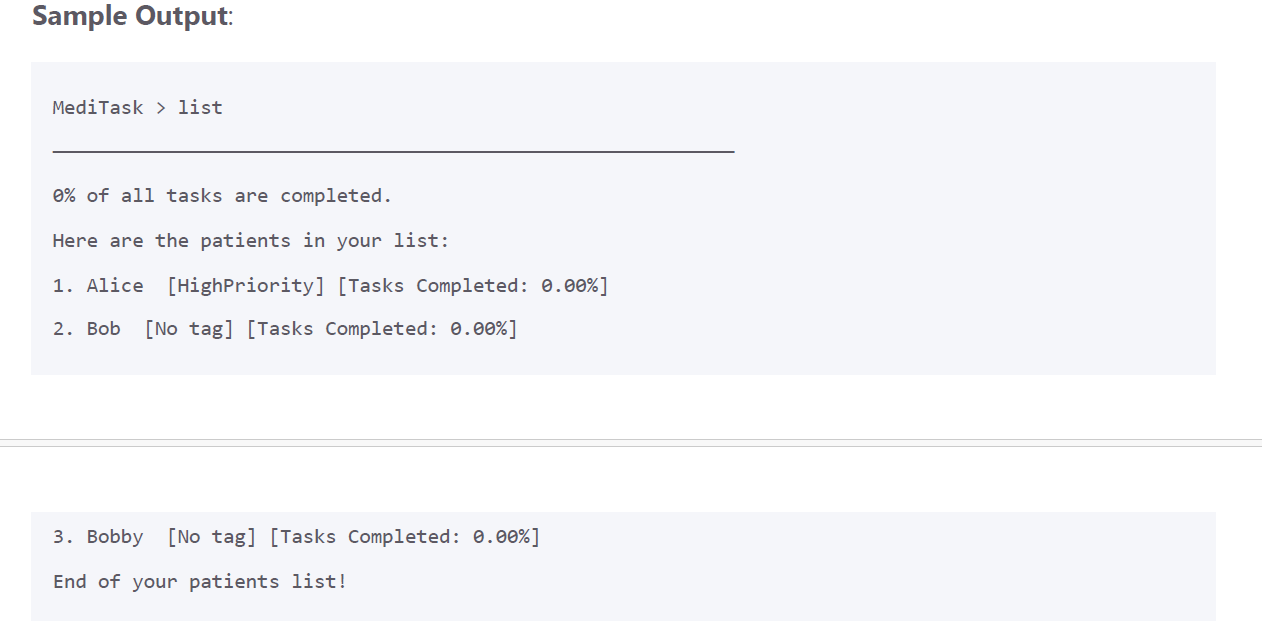 Sample Output:
MediTask > list
____________________________________________________________
0% of all tasks are completed.
Here are the patients in your list:
1. Alice  [HighPriority] [Tasks Completed: 0.00%]
2. Bob  [No tag] [Tasks Completed: 0.00%]
3. Bobby  [No tag] [Tasks Completed: 0.00%]
End of your patients list!